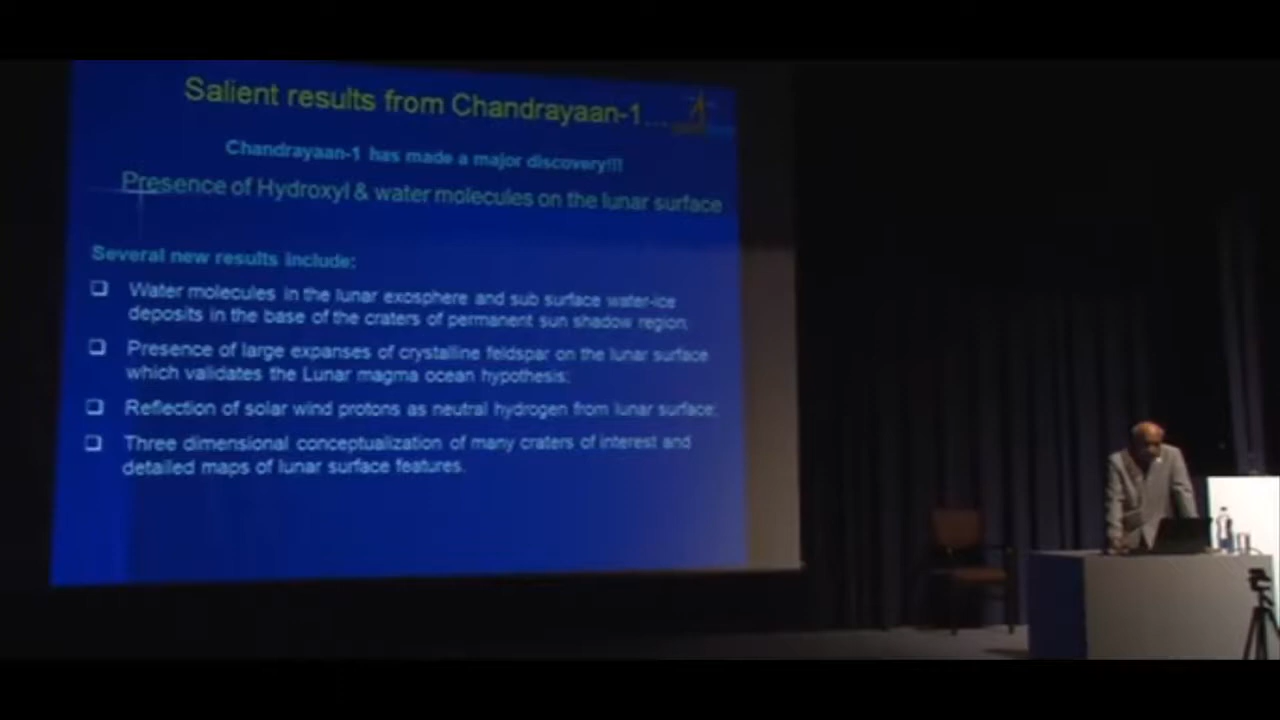 Salient results from Chandrayaan-1...
Chandrayaan-1 has made a major discovery!!!
Presence of Hydroxyl & water molecules on the lunar surface
Several new results include:
Water molecules in the lunar exosphere and sub surface water-ice
deposits in the base of the craters of permanent sun shadow region;
Presence of large expanses of crystalline feldspar on the lunar surface
which validates the Lunar magma ocean hypothesis;
Reflection of solar wind protons as neutral hydrogen from lunar surface;
Three dimensional conceptualization of many craters of interest and
detailed maps of lunar surface features.